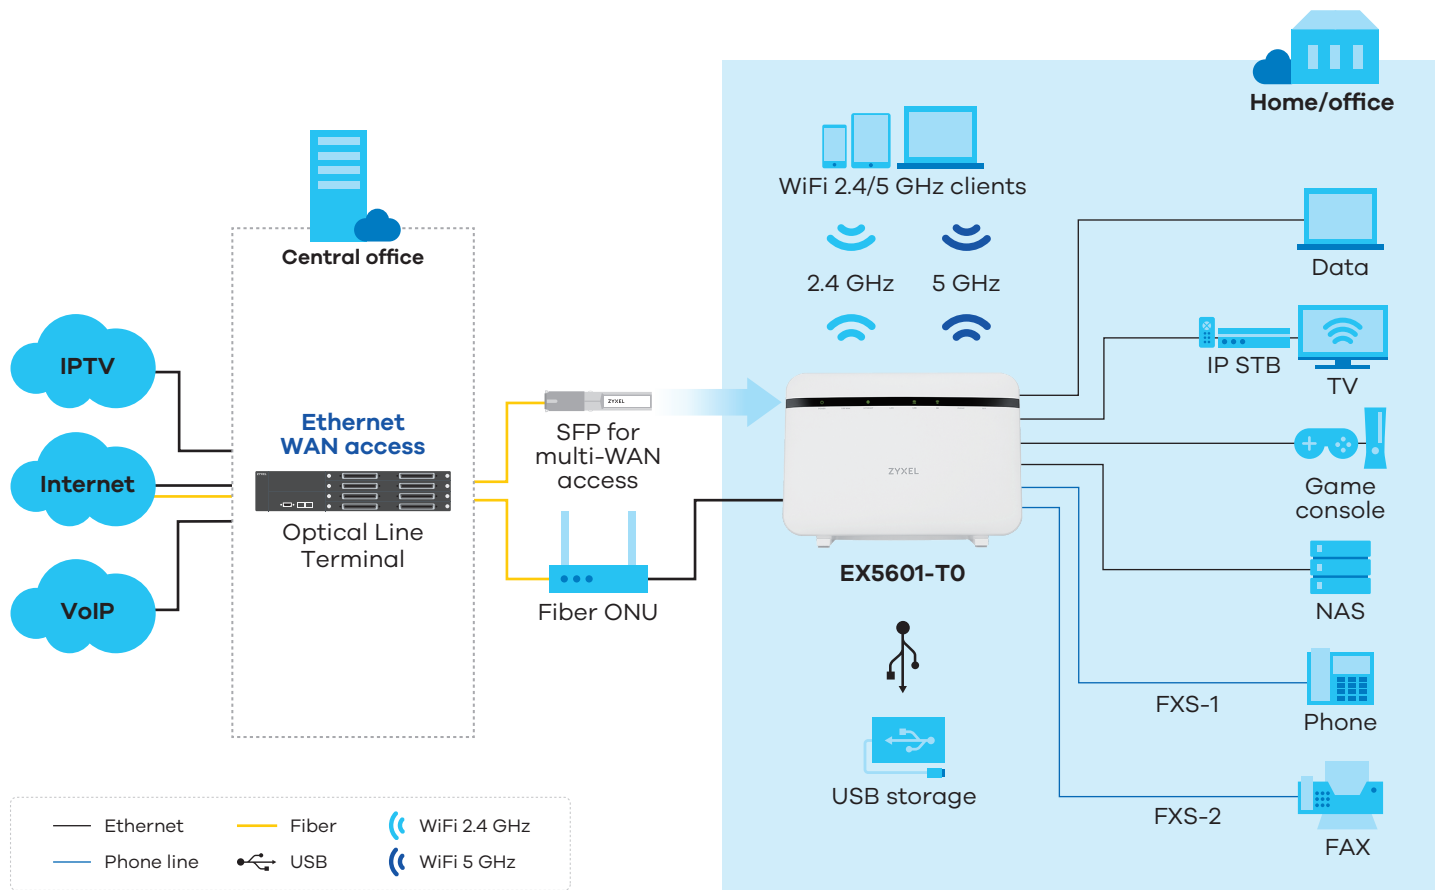 Home/office
WiFi 2.4/5 GHz clients
2.4 GHz
5 GHz
Central office
IPTV
Internet
VoIP
Ethernet
WAN access
Optical Line
Terminal
ZYXEL
SFP for
multi-WAN
access
Fiber ONU
ZYXEL
EX5601-T0
USB storage
Data
IP STB
TV
Game
console
NAS
FXS-1
Phone
FXS-2
FAX
Ethernet
Fiber
WiFi 2.4 GHz
Phone line
USB
WiFi 5 GHz